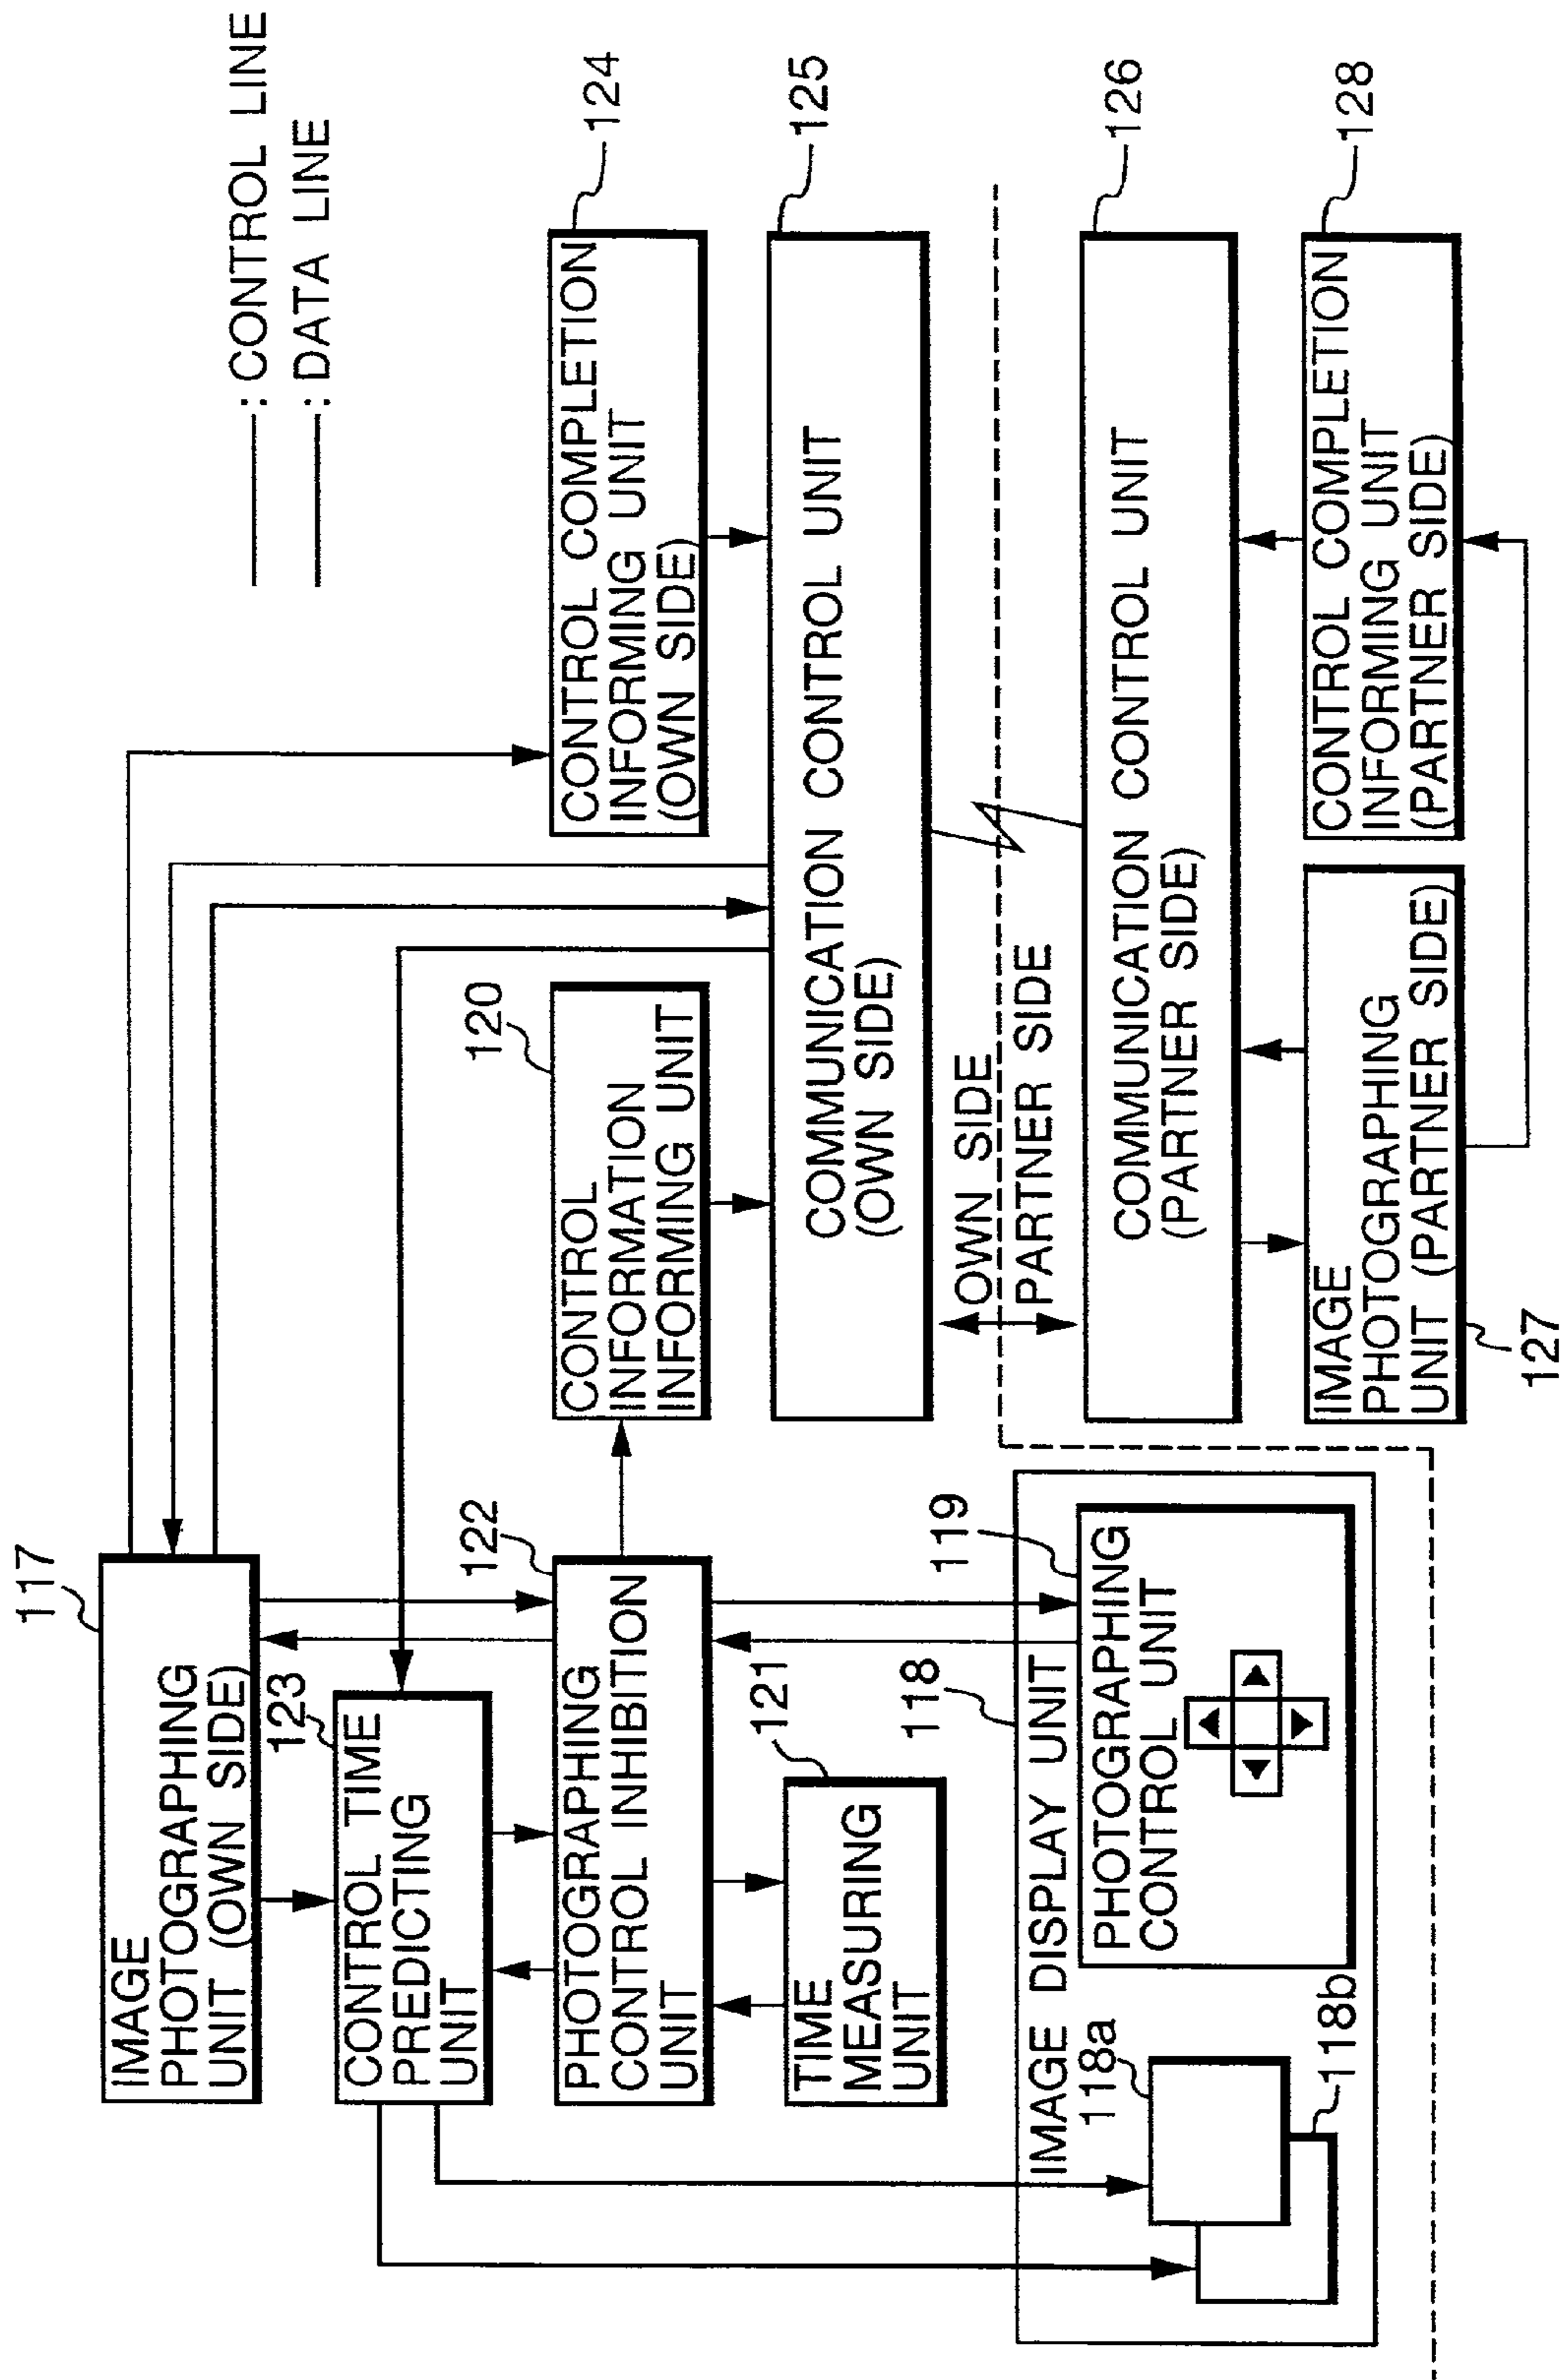 —: CONTROL LINE
—: DATA LINE
117
IMAGE
PHOTOGRAPHING
UNIT (OWN SIDE)
123
CONTROL TIME
PREDICTING
UNIT
122
PHOTOGRAPHING
CONTROL INHIBITION
UNIT
121
TIME
MEASURING
UNIT
120
CONTROL
INFORMATION
INFORMING UNIT
124
CONTROL COMPLETION
INFORMING UNIT
(OWN SIDE)
125
COMMUNICATION CONTROL UNIT
(OWN SIDE)
OWN SIDE
PARTNER SIDE
118
IMAGE DISPLAY UNIT
118a
118b
119
PHOTOGRAPHING
CONTROL UNIT
126
COMMUNICATION CONTROL UNIT
(PARTNER SIDE)
127
IMAGE
PHOTOGRAPHING
UNIT (PARTNER SIDE)
128
CONTROL COMPLETION
INFORMING UNIT
(PARTNER SIDE)